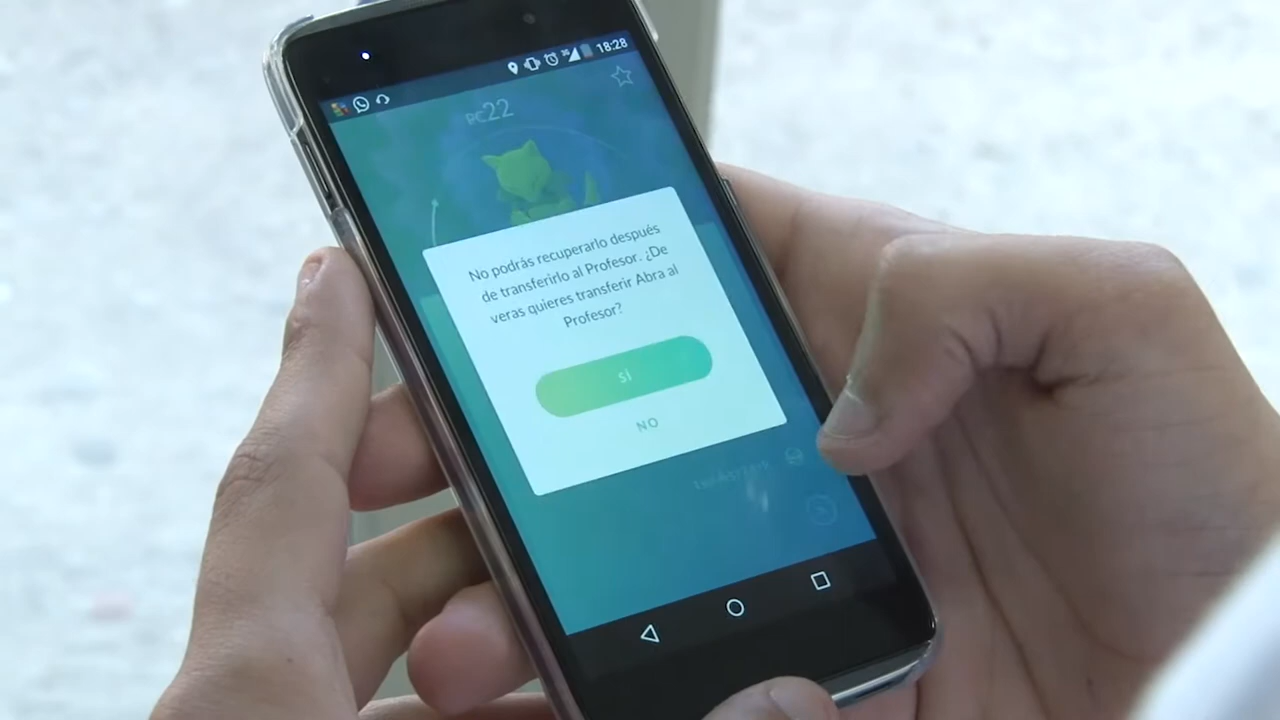 18:28
PC22
No podrás recuperarlo después
de transferirlo al Profesor. ¿De
veras quieres transferir Abra al
Profesor?
SÍ
NO